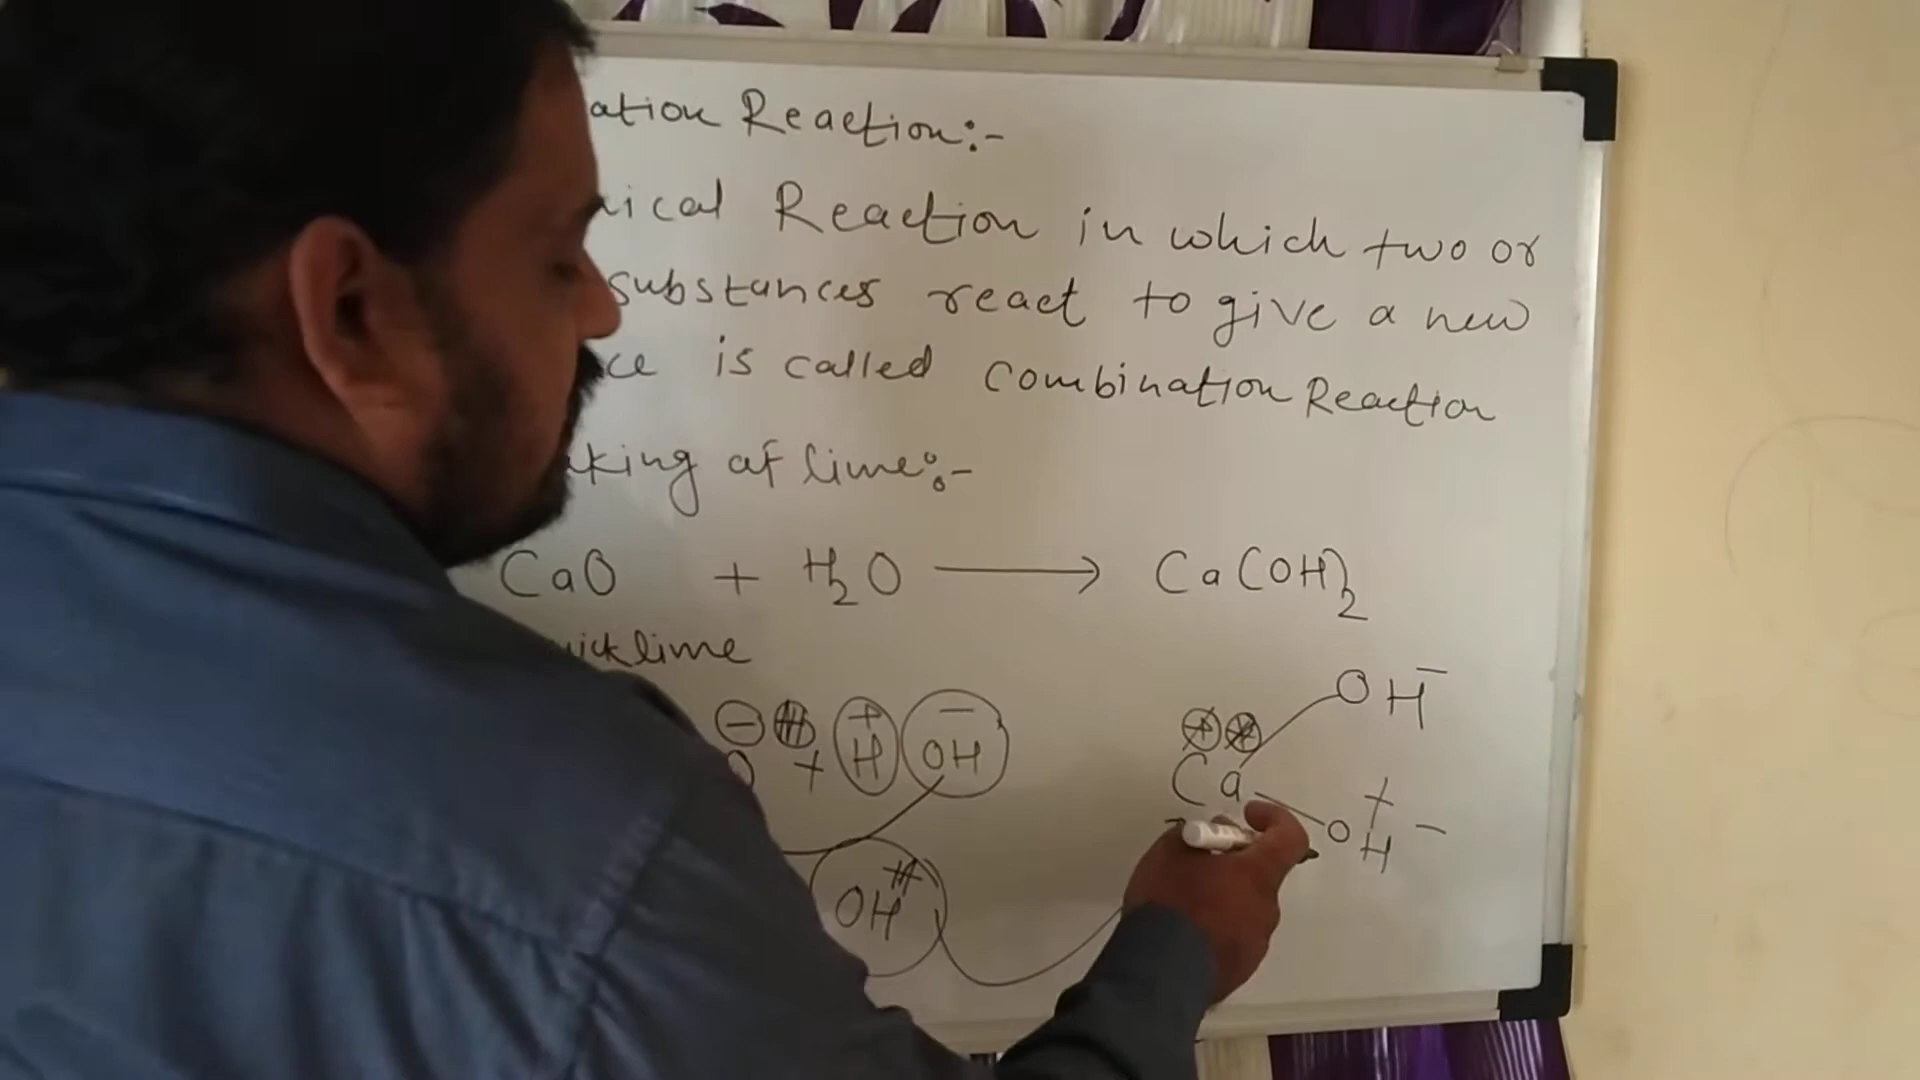 ation Reaction:-
ical Reaction in which two or
substances react to give a new
ce is called Combination Reaction
king of lime:-
CaO + H2O → Ca(OH)2
uicklime
OH-
- + H+ OH-
Ca
O + H OH
OH